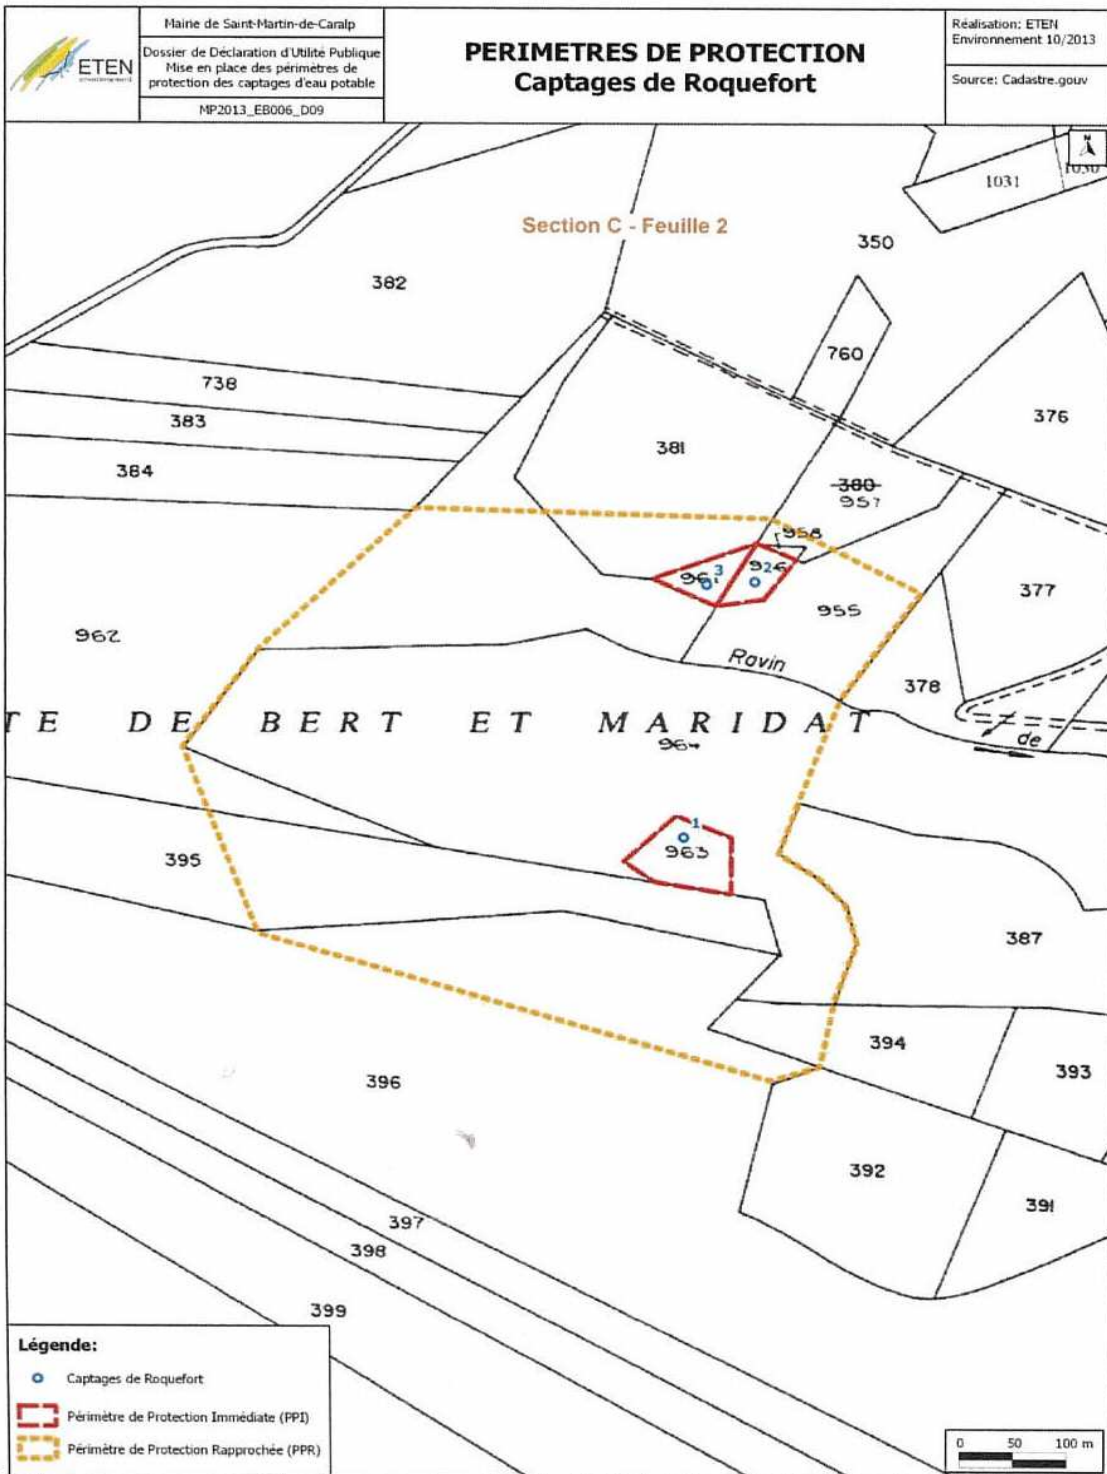 ETEN
environnement
Mairie de Saint-Martin-de-Caralp
Dossier de Déclaration d'Utilité Publique
Mise en place des périmètres de
protection des captages d'eau potable
MP2013_EB006_D09
PERIMETRES DE PROTECTION
Captages de Roquefort
Réalisation: ETEN
Environnement 10/2013
Source: Cadastre.gouv
N
1030
1031
Section C - Feuille 2
350
382
760
738
376
383
381
384
380
957
958
3
2
961
926
377
955
962
Ravin
378
TE DE BERT ET MARIDAT
964
de
1
963
395
387
394
393
396
392
391
397
398
399
Légende:
Captages de Roquefort
Périmètre de Protection Immédiate (PPI)
Périmètre de Protection Rapprochée (PPR)
0 50 100 m